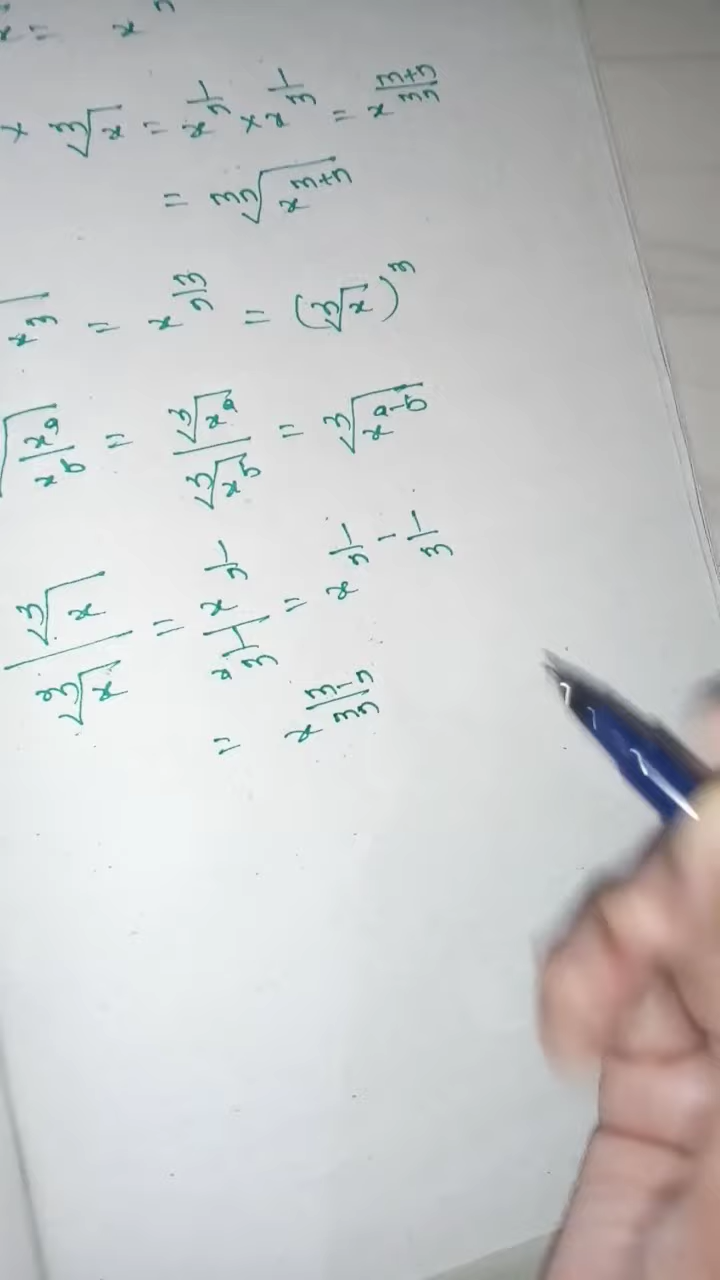 x = x^n
x ᵐ√x = x^(1/n) × x^(1/m) = x^((m+n)/mn)
= ᵐⁿ√(x^(m+n))
x^m = x^(m/n) = (ⁿ√x)^m
√(x^a/x^b) = ⁿ√(x^a)/ⁿ√(x^b) = ⁿ√(x^(a-b))
ⁿ√x/ᵐ√x = x^(1/n)/x^(1/m) = x^(1/n - 1/m)
= x^((m-n)/mn)